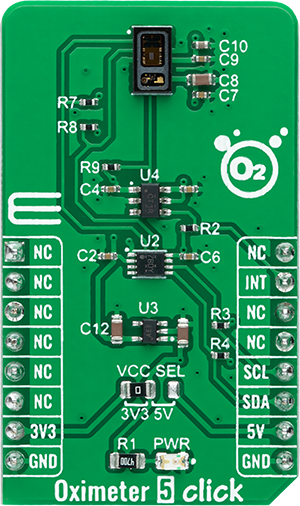 C10
C9
C8
C7
R7
R8
R9
C4
U4
O2
R2
U2
C2
C6
NC
NC
NC
NC
NC
3V3
GND
NC
INT
NC
NC
SCL
SDA
5V
GND
U3
C12
R3
R4
VCC SEL
0
3V3 5V
R1
PWR
Oximeter 5 click